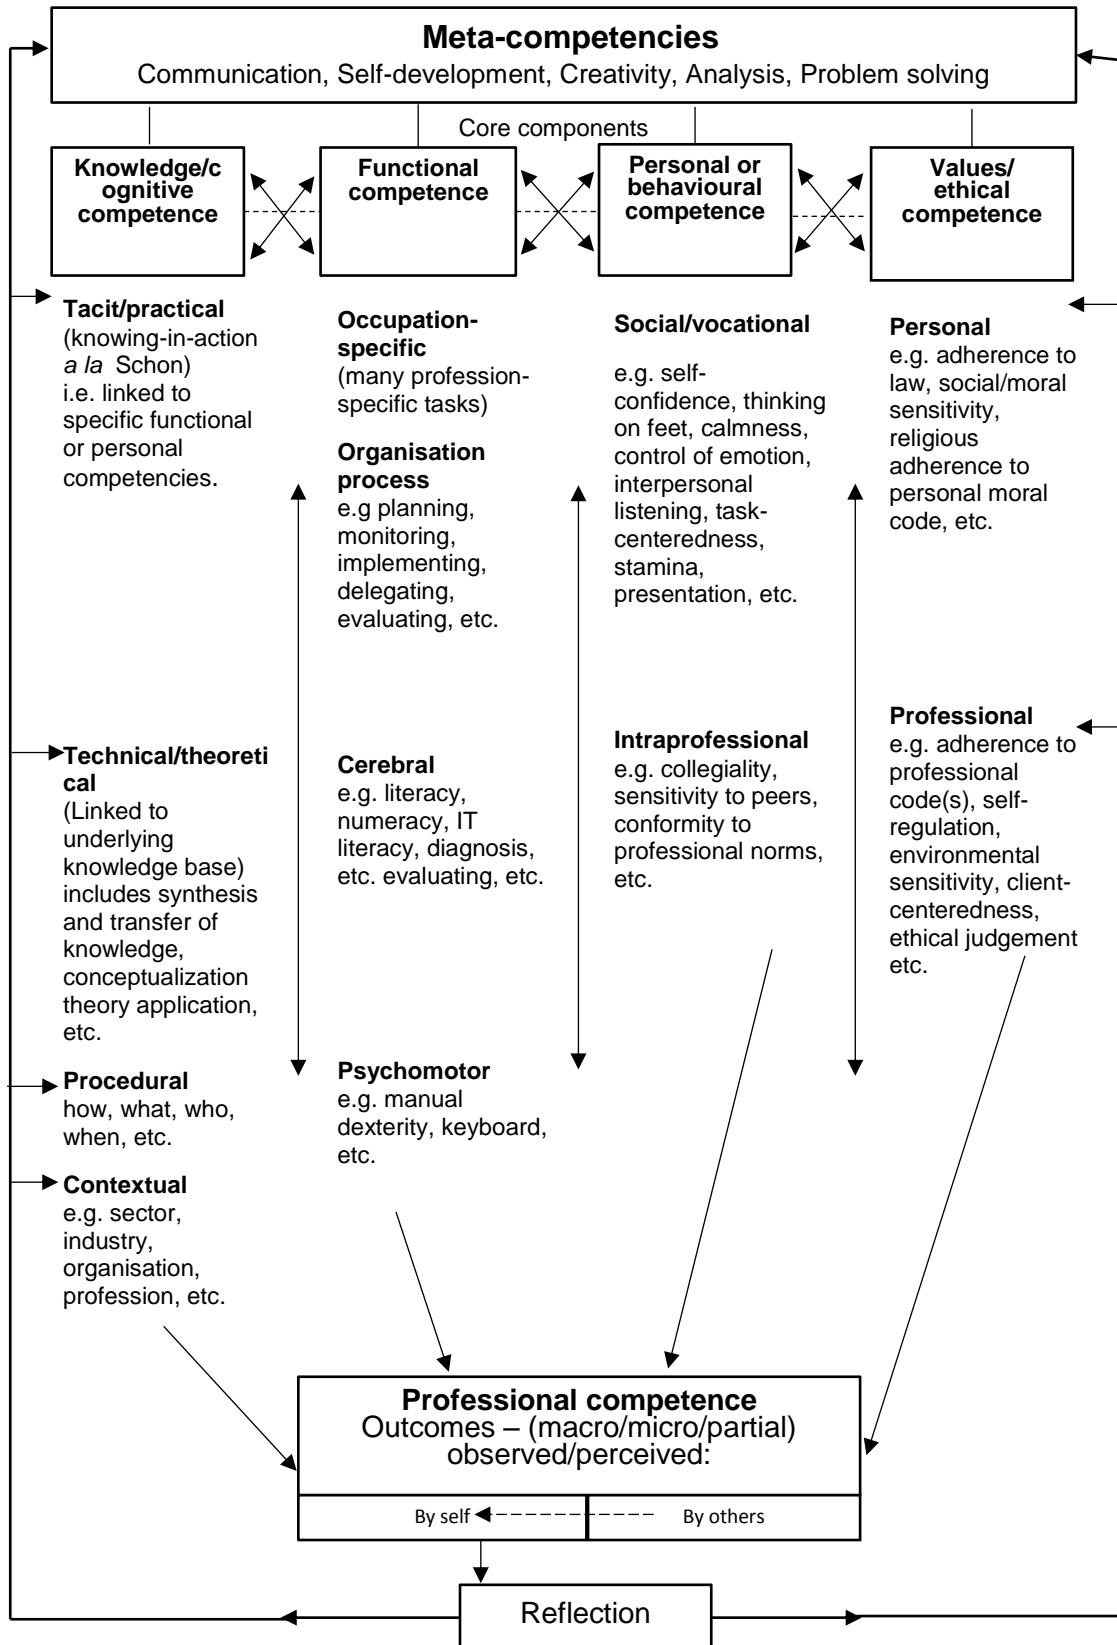 Meta-competencies
Communication, Self-development, Creativity, Analysis, Problem solving
Core components
Knowledge/c
ognitive
competence
Functional
competence
Personal or
behavioural
competence
Values/
ethical
competence
Tacit/practical
(knowing-in-action
a la Schon)
i.e. linked to
specific functional
or personal
competencies.
Technical/theoreti
cal
(Linked to
underlying
knowledge base)
includes synthesis
and transfer of
knowledge,
conceptualization
theory application,
etc.
Procedural
how, what, who,
when, etc.
Contextual
e.g. sector,
industry,
organisation,
profession, etc.
Occupation-
specific
(many profession-
specific tasks)
Organisation
process
e.g planning,
monitoring,
implementing,
delegating,
evaluating, etc.
Cerebral
e.g. literacy,
numeracy, IT
literacy, diagnosis,
etc. evaluating, etc.
Psychomotor
e.g. manual
dexterity, keyboard,
etc.
Social/vocational
e.g. self-
confidence, thinking
on feet, calmness,
control of emotion,
interpersonal
listening, task-
centeredness,
stamina,
presentation, etc.
Intraprofessional
e.g. collegiality,
sensitivity to peers,
conformity to
professional norms,
etc.
Personal
e.g. adherence to
law, social/moral
sensitivity,
religious
adherence to
personal moral
code, etc.
Professional
e.g. adherence to
professional
code(s), self-
regulation,
environmental
sensitivity, client-
centeredness,
ethical judgement
etc.
Professional competence
Outcomes – (macro/micro/partial)
observed/perceived:
By self
By others
Reflection